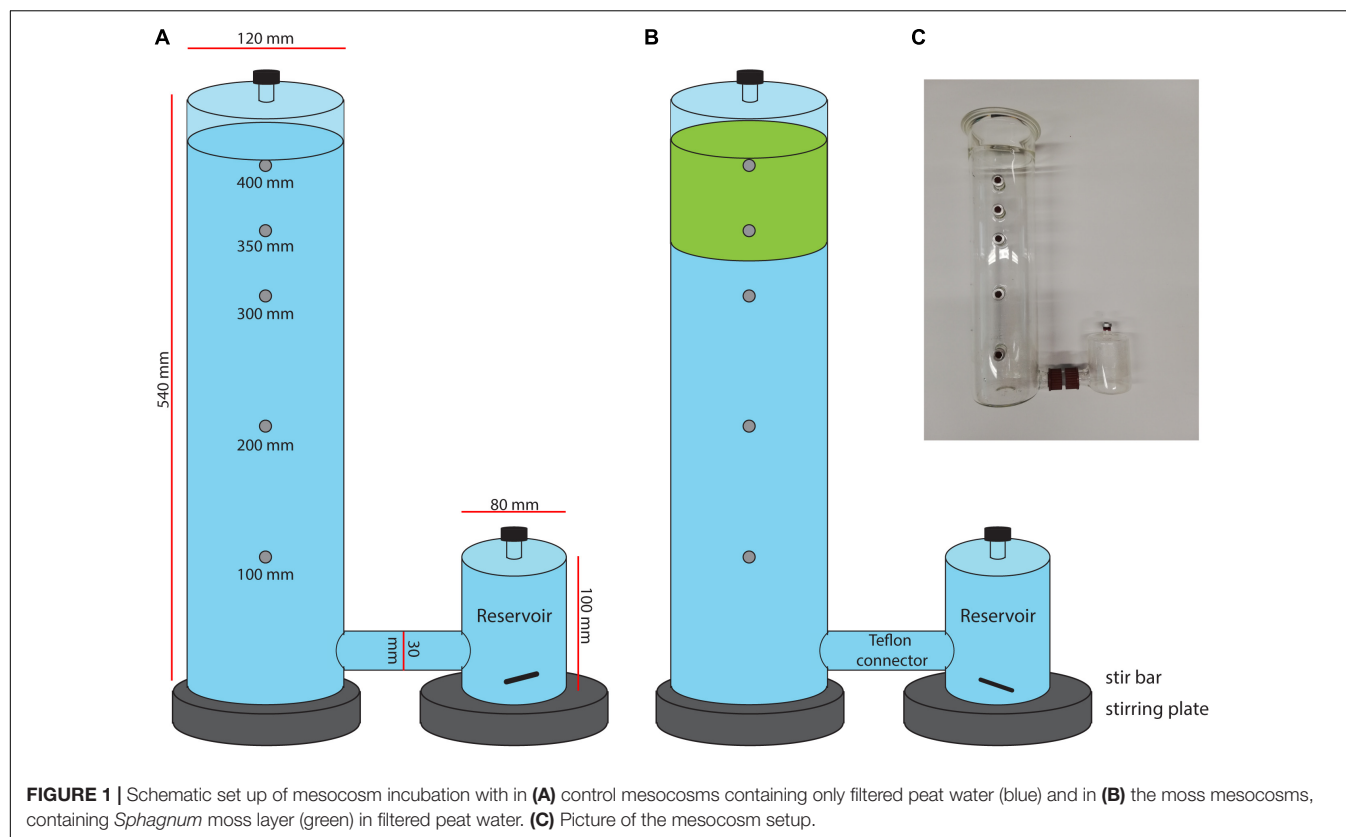 A
120 mm
B
C
400 mm
350 mm
300 mm
200 mm
100 mm
540 mm
80 mm
Reservoir
100 mm
30
mm
Reservoir
Teflon
connector
stir bar
stirring plate
FIGURE 1 | Schematic set up of mesocosm incubation with in (A) control mesocosms containing only filtered peat water (blue) and in (B) the moss mesocosms,
containing Sphagnum moss layer (green) in filtered peat water. (C) Picture of the mesocosm setup.